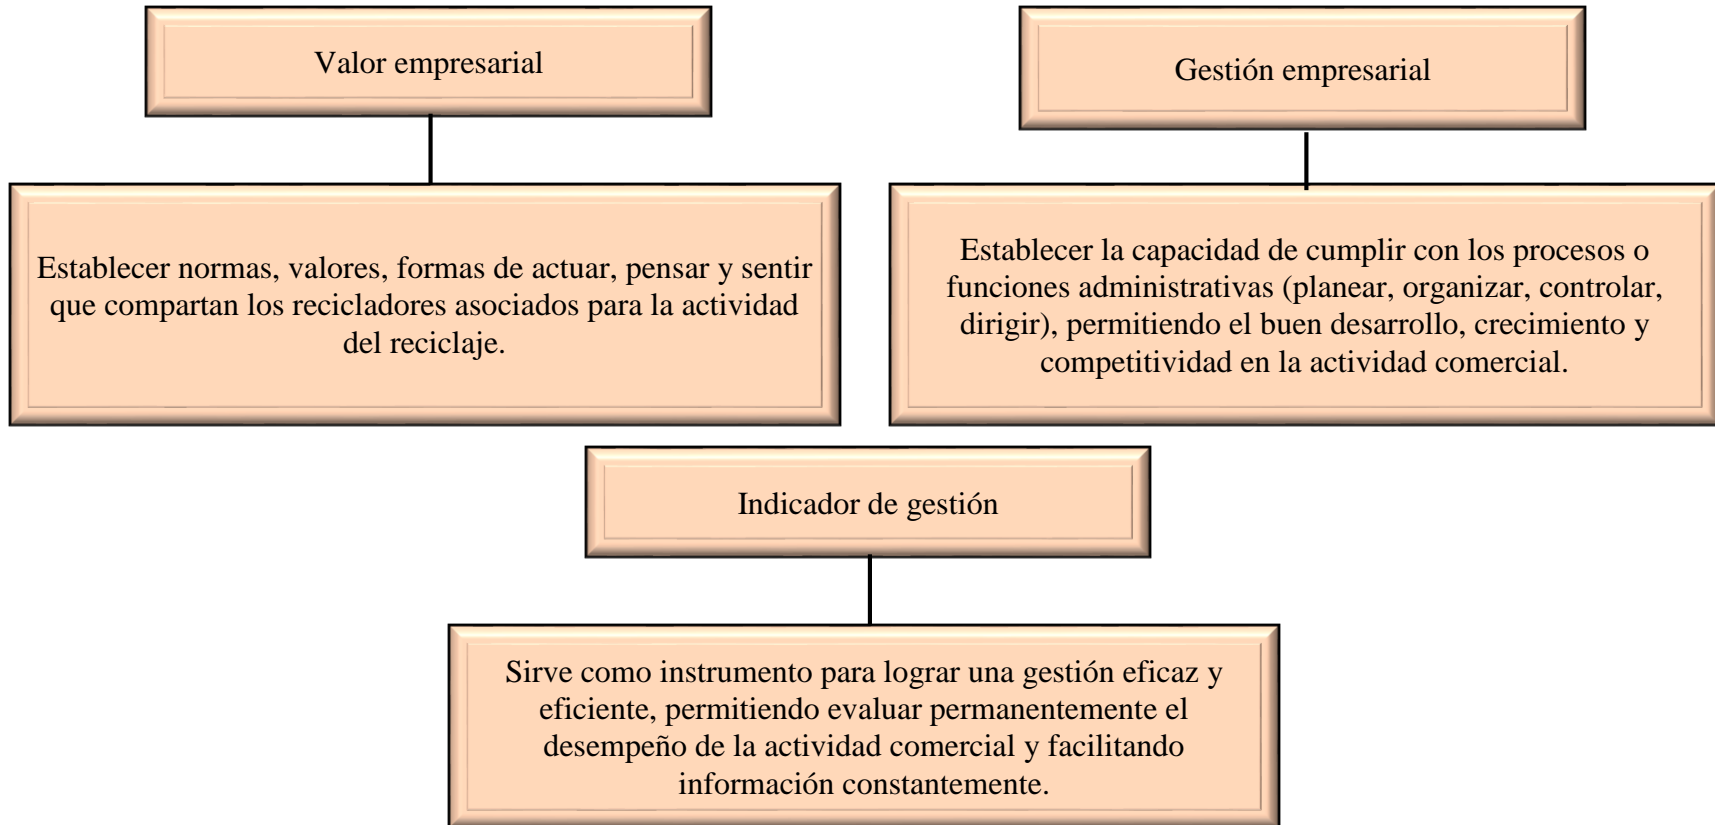 Valor empresarial
Gestión empresarial
Establecer normas, valores, formas de actuar, pensar y sentir
que compartan los recicladores asociados para la actividad
del reciclaje.
Establecer la capacidad de cumplir con los procesos o
funciones administrativas (planear, organizar, controlar,
dirigir), permitiendo el buen desarrollo, crecimiento y
competitividad en la actividad comercial.
Indicador de gestión
Sirve como instrumento para lograr una gestión eficaz y
eficiente, permitiendo evaluar permanentemente el
desempeño de la actividad comercial y facilitando
información constantemente.